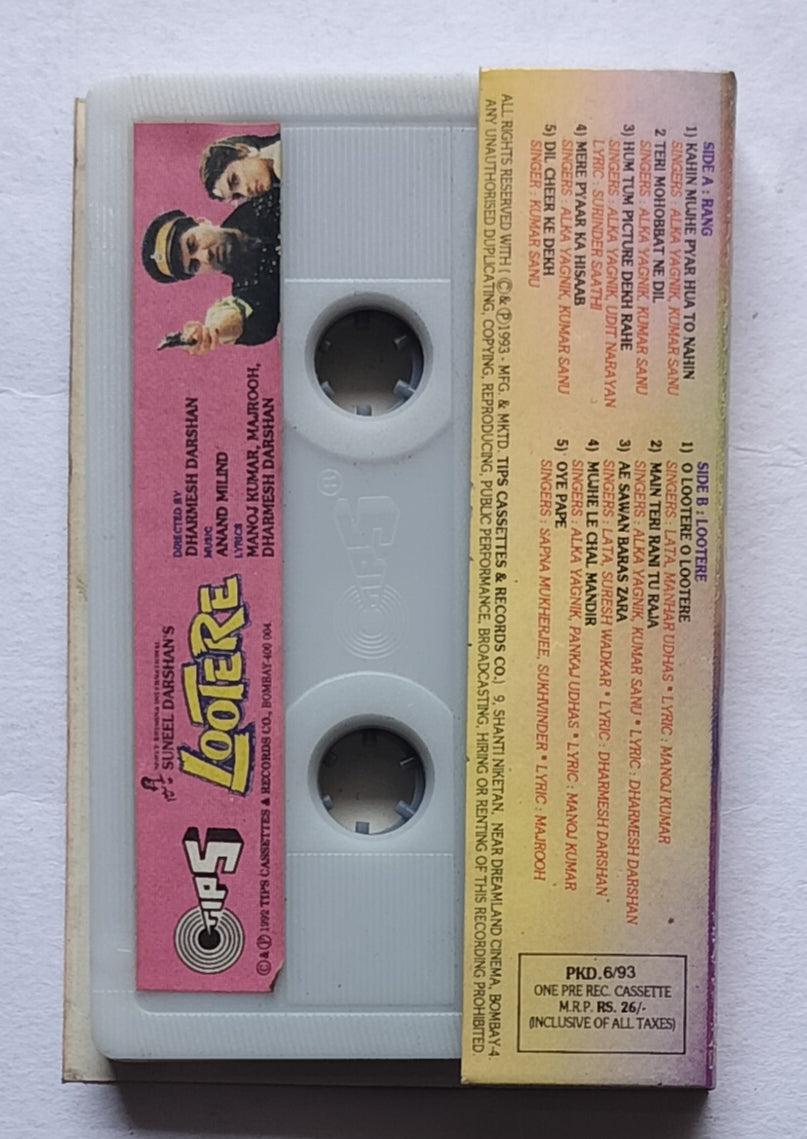 SIDE A : RANG
1) KAHIN MUJHE PYAR HUA TO NAHIN
SINGERS : ALKA YAGNIK, KUMAR SANU
2 TERI MOHOBBAT NE DIL
SINGERS : ALKA YAGNIK, KUMAR SANU
3) HUM TUM PICTURE DEKH RAHE
SINGERS : ALKA YAGNIK, UDIT NARAYAN
LYRIC : SURINDER SAATHI
4) MERE PYAAR KA HISAAB
SINGERS : ALKA YAGNIK, KUMAR SANU
5) DIL CHEER KE DEKH
SINGER : KUMAR SANU
SIDE B : LOOTERE
1) O LOOTERE O LOOTERE
SINGERS : LATA, MANHAR UDHAS * LYRIC : MANOJ KUMAR
2) MAIN TERI RANI TU RAJA
SINGERS : ALKA YAGNIK, KUMAR SANU * LYRIC : DHARMESH DARSHAN
3) AE SAWAN BARAS ZARA
SINGERS : LATA, SURESH WADKAR * LYRIC : DHARMESH DARSHAN
4) MUJHE LE CHAL MANDIR
SINGERS : ALKA YAGNIK, PANKAJ UDHAS * LYRIC : MANOJ KUMAR
5) OYE PAPE
SINGERS : SAPNA MUKHERJEE, SUKHVINDER * LYRIC : MAJROOH
PKD.6/93
ONE PRE REC. CASSETTE
M.R.P. RS. 26/-
(INCLUSIVE OF ALL TAXES)
ALL RIGHTS RESERVED WITH ( © & ℗ 1993 - MFG. & MKTD. TIPS CASSETTES & RECORDS CO.) 9, SHANTI NIKETAN, NEAR DREAMLAND CINEMA, BOMBAY-4.
ANY UNAUTHORISED DUPLICATING, COPYING, REPRODUCING, PUBLIC PERFORMANCE, BROADCASTING, HIRING OR RENTING OF THIS RECORDING PROHIBITED.
TIPS
SUNEEL DARSHAN'S
LOOTERE
DIRECTED BY
DHARMESH DARSHAN
MUSIC
ANAND MILIND
LYRICS
MANOJ KUMAR, MAJROOH,
DHARMESH DARSHAN
© & ℗ 1992 TIPS CASSETTES & RECORDS CO., BOMBAY-400 004
TIPS